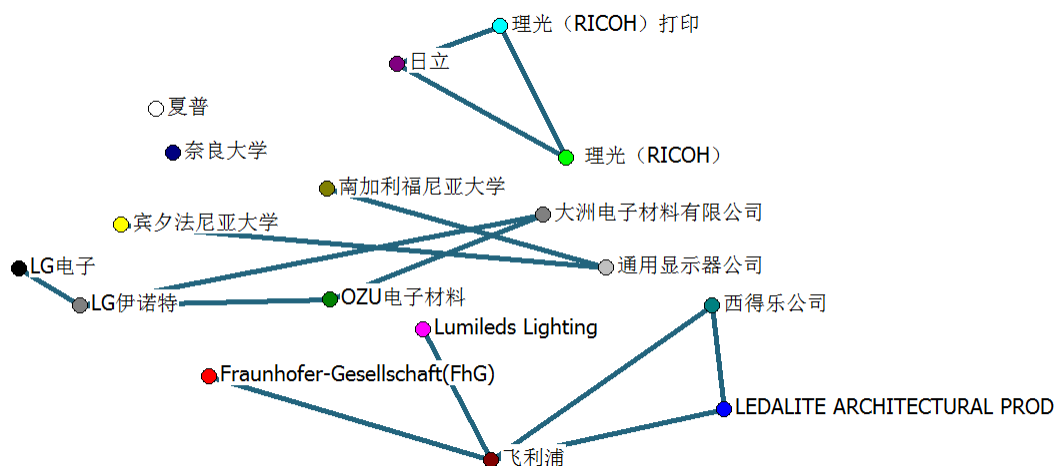 理光（RICOH）打印
日立
夏普
奈良大学
理光（RICOH）
南加利福尼亚大学
大洲电子材料有限公司
宾夕法尼亚大学
LG电子
通用显示器公司
LG伊诺特
OZU电子材料
西得乐公司
Lumileds Lighting
Fraunhofer-Gesellschaft(FhG)
LEDALITE ARCHITECTURAL PROD
飞利浦